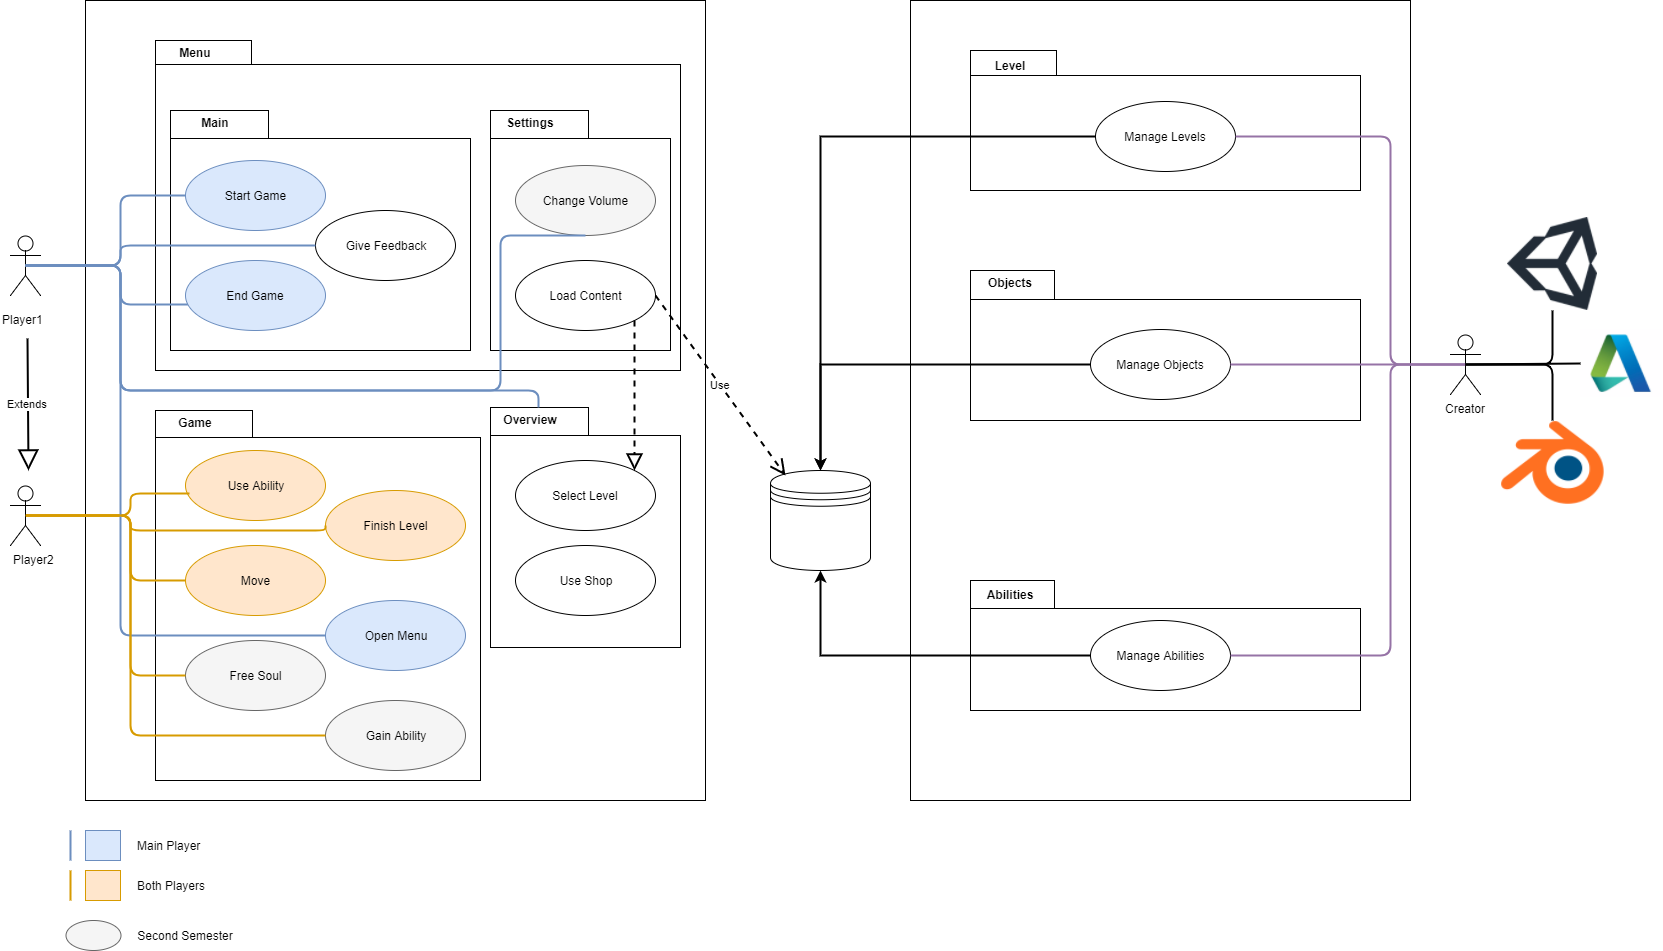 Menu
Main
Settings
Start Game
Give Feedback
End Game
Change Volume
Load Content
Player1
Extends
Player2
Game
Use Ability
Finish Level
Move
Open Menu
Free Soul
Gain Ability
Overview
Select Level
Use Shop
Use
Level
Manage Levels
Objects
Manage Objects
Abilities
Manage Abilities
Creator
Main Player
Both Players
Second Semester